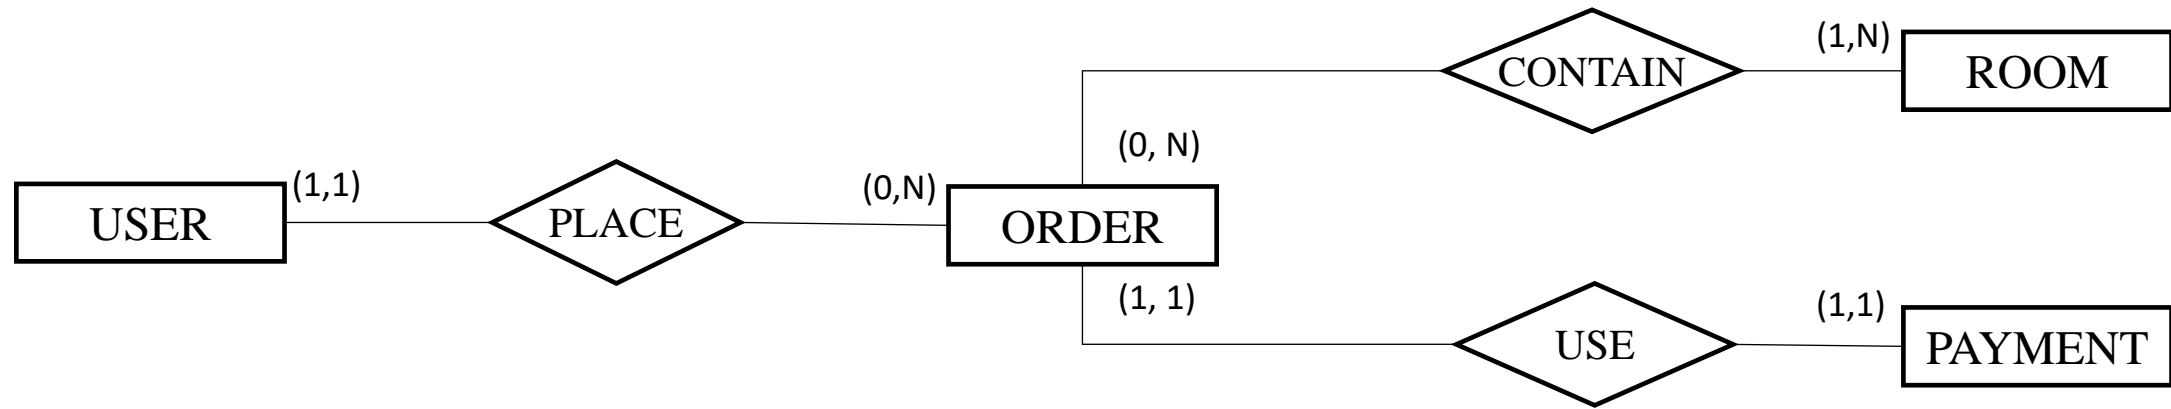 (1,N)
CONTAIN
ROOM
(0, N)
(1,1)
(0,N)
USER
PLACE
ORDER
(1, 1)
(1,1)
USE
PAYMENT